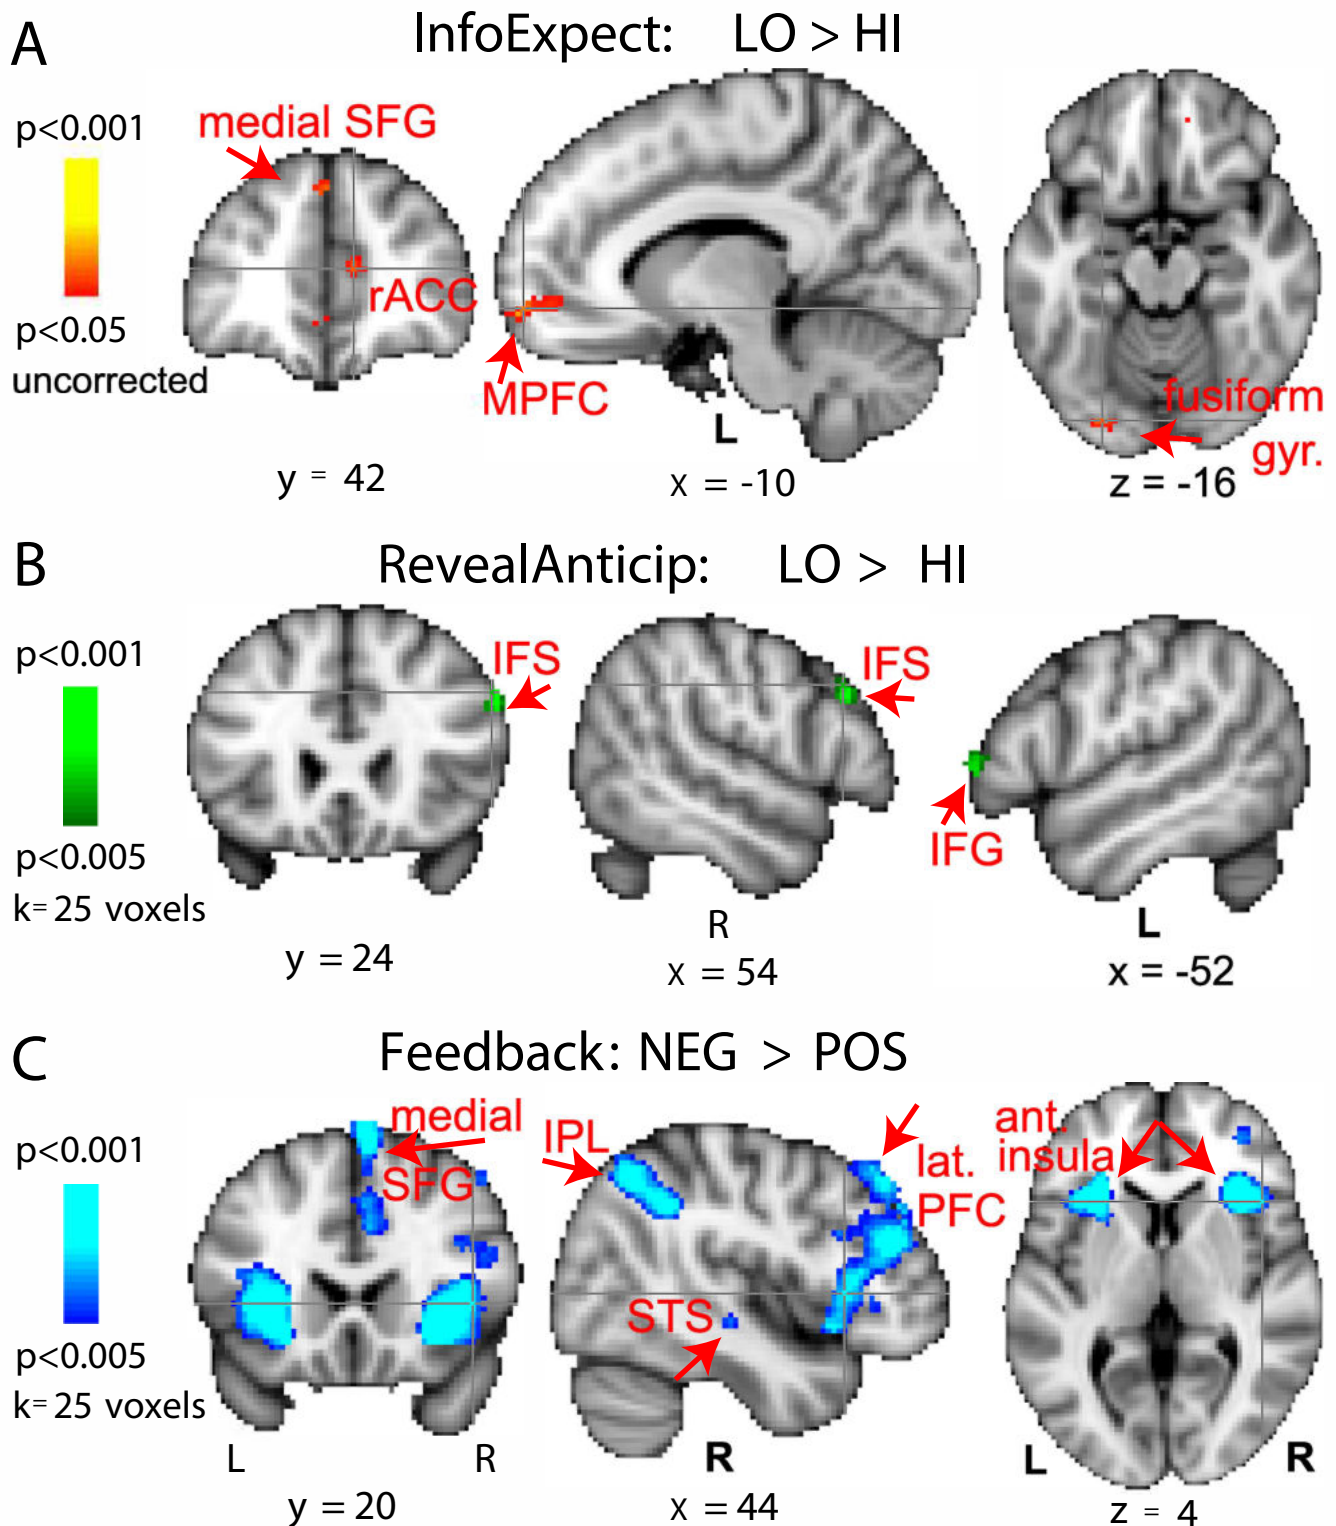 A
InfoExpect: LO > HI
p<0.001
p<0.05
uncorrected
medial SFG
rACC
MPFC
L
fusiform
gyr.
y = 42
x = -10
z = -16
B
RevealAnticip: LO > HI
p<0.001
p<0.005
k=25 voxels
IFS
IFS
IFG
R
L
y = 24
x = 54
x = -52
C
Feedback: NEG > POS
p<0.001
p<0.005
k=25 voxels
medial
SFG
IPL
lat.
PFC
STS
ant.
insula
L
R
R
L
R
y = 20
x = 44
z = 4